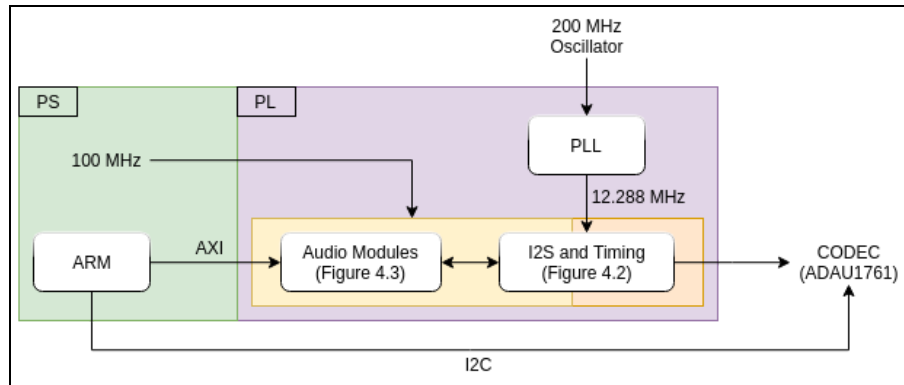 200 MHz
Oscillator
PS
PL
PLL
100 MHz
12.288 MHz
ARM
AXI
Audio Modules
(Figure 4.3)
I2S and Timing
(Figure 4.2)
CODEC
(ADAU1761)
I2C